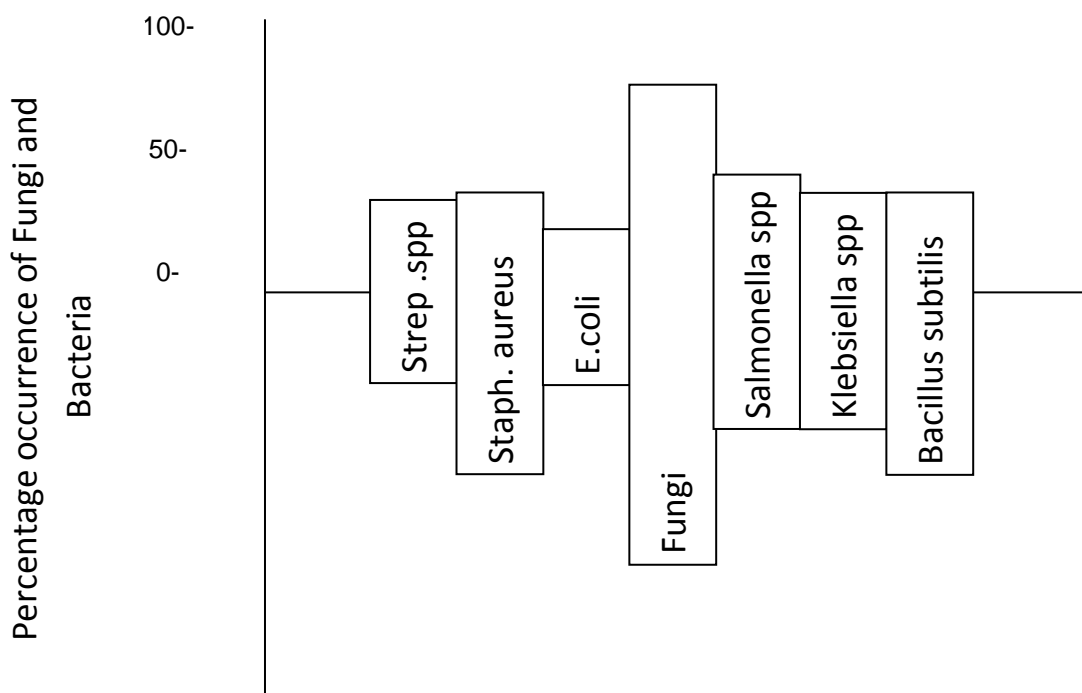 Percentage occurrence of Fungi and
Bacteria
100-
50-
0-
Strep .spp
Staph. aureus
E.coli
Fungi
Salmonella spp
Klebsiella spp
Bacillus subtilis